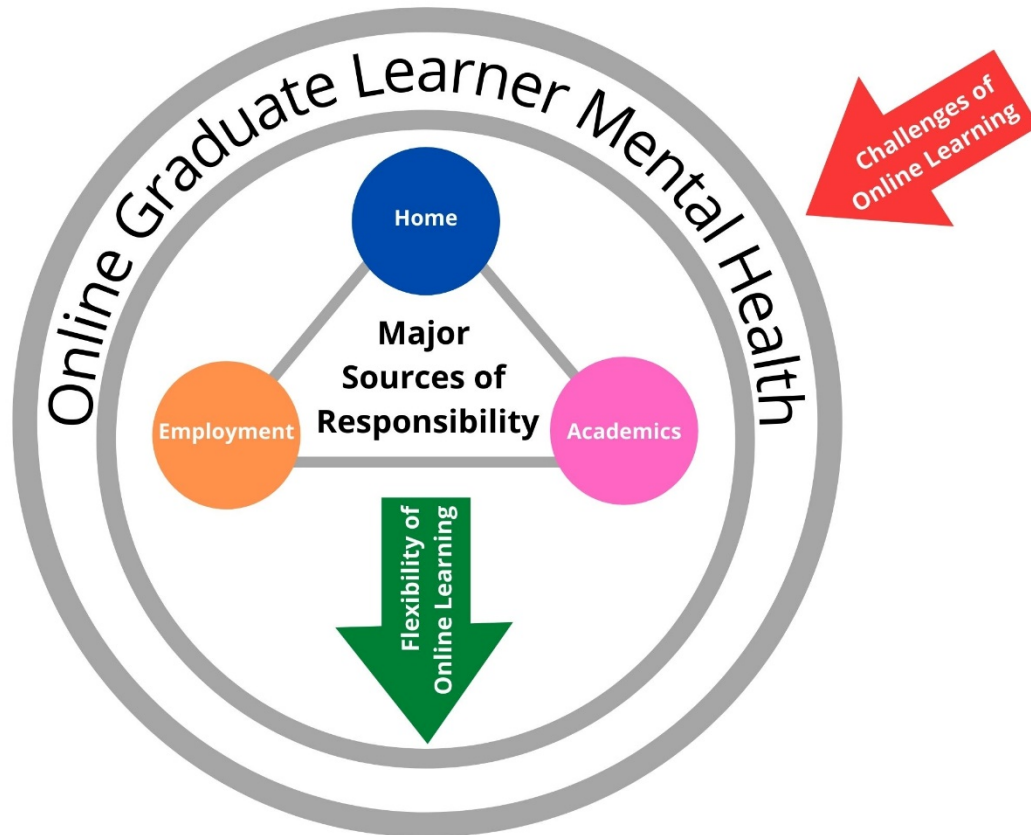 Online Graduate Learner Mental Health
Challenges of
Online Learning
Home
Major
Sources of
Responsibility
Employment
Academics
Flexibility of
Online Learning